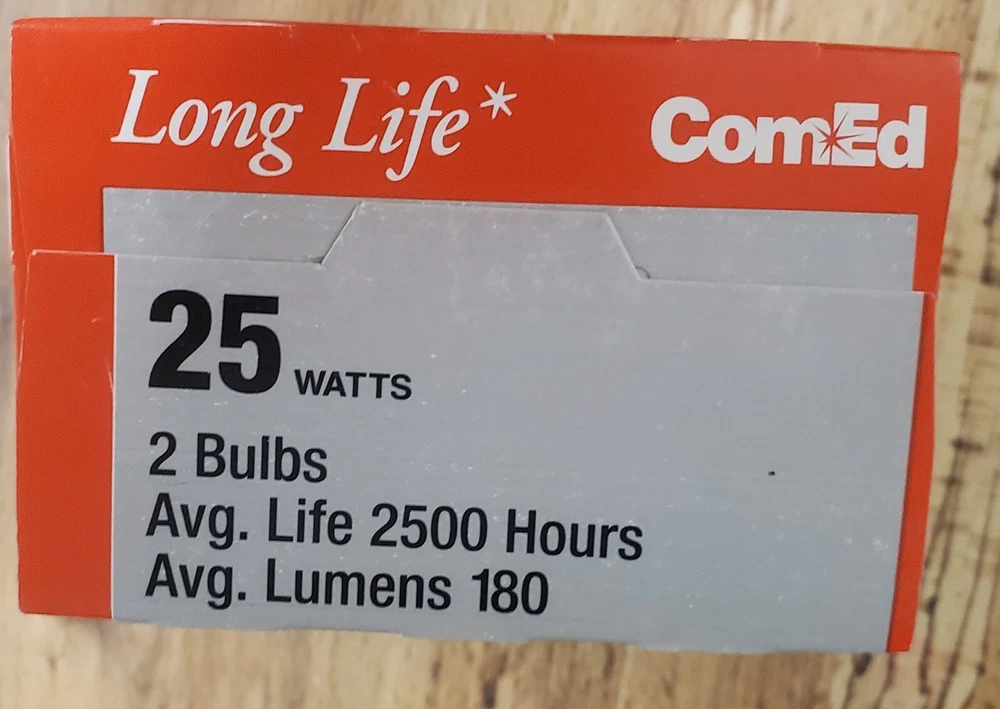 Long Life*
ComEd
25 WATTS
2 Bulbs
Avg. Life 2500 Hours
Avg. Lumens 180